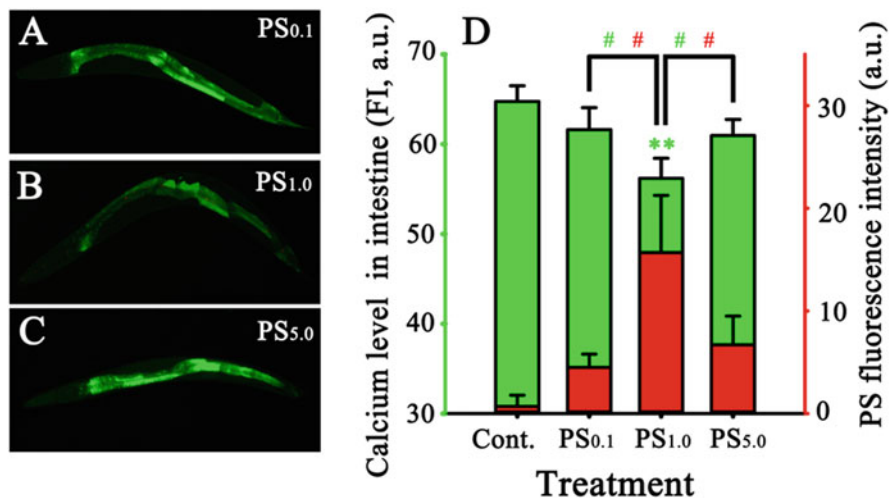 A
PS0.1
B
PS1.0
C
PS5.0
D
# # # #
**
Calcium level in intestine (FI, a.u.)
70
60
50
40
30
PS fluorescence intensity (a.u.)
30
20
10
0
Cont. PS0.1 PS1.0 PS5.0
Treatment